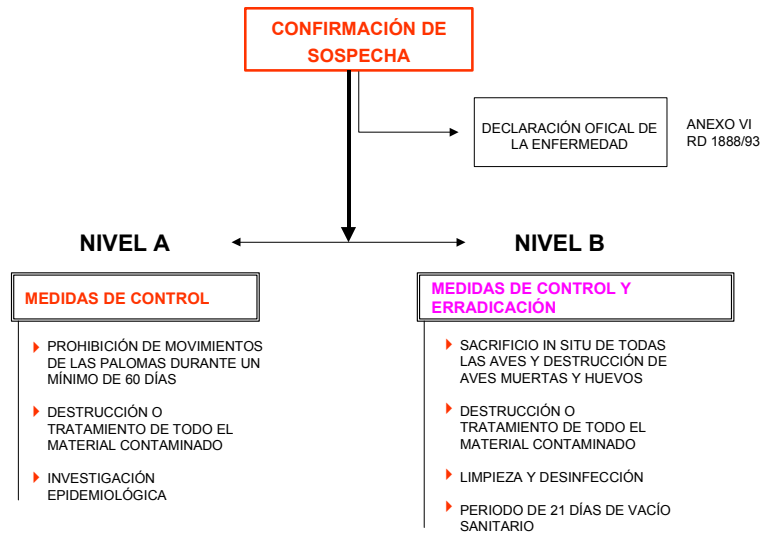 CONFIRMACIÓN DE
SOSPECHA
DECLARACIÓN OFICAL DE
LA ENFERMEDAD
ANEXO VI
RD 1888/93
NIVEL A
NIVEL B
MEDIDAS DE CONTROL
PROHIBICIÓN DE MOVIMIENTOS
DE LAS PALOMAS DURANTE UN
MÍNIMO DE 60 DÍAS
DESTRUCCIÓN O
TRATAMIENTO DE TODO EL
MATERIAL CONTAMINADO
INVESTIGACIÓN
EPIDEMIOLÓGICA
MEDIDAS DE CONTROL Y
ERRADICACIÓN
SACRIFICIO IN SITU DE TODAS
LAS AVES Y DESTRUCCIÓN DE
AVES MUERTAS Y HUEVOS
DESTRUCCIÓN O
TRATAMIENTO DE TODO EL
MATERIAL CONTAMINADO
LIMPIEZA Y DESINFECCIÓN
PERIODO DE 21 DÍAS DE VACÍO
SANITARIO